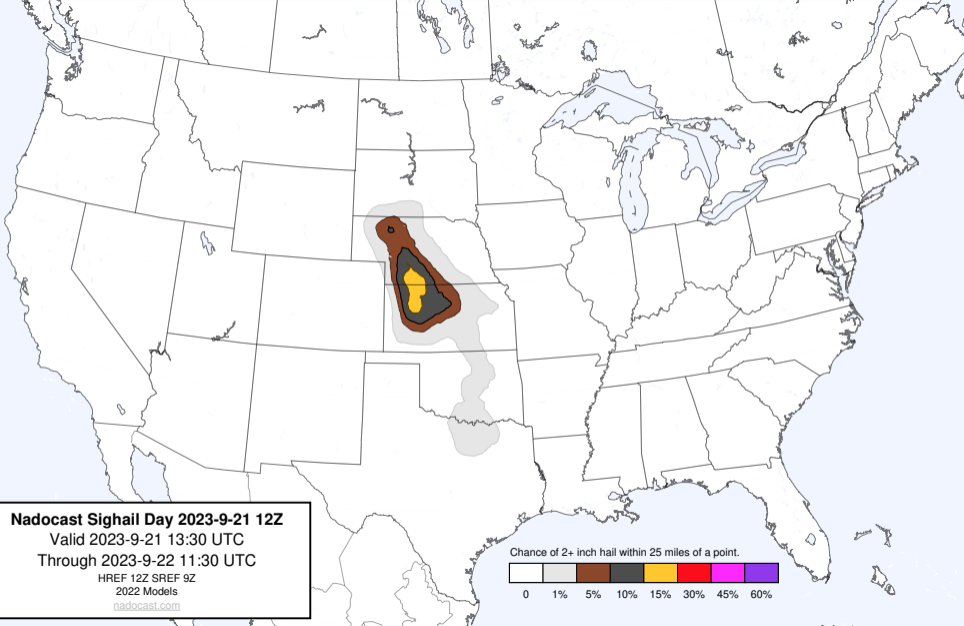 Nadocast Sighail Day 2023-9-21 12Z
Valid 2023-9-21 13:30 UTC
Through 2023-9-22 11:30 UTC
HREF 12Z SREF 9Z
2022 Models
nadocast.com
Chance of 2+ inch hail within 25 miles of a point.
0 1% 5% 10% 15% 30% 45% 60%